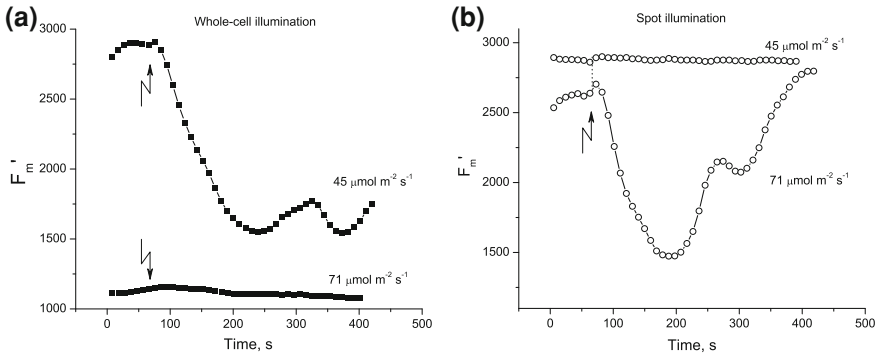 (a)
Whole-cell illumination
3000
2500
2000
1500
1000
F_m'
45 μmol m⁻² s⁻¹
71 μmol m⁻² s⁻¹
0 100 200 300 400 500
Time, s
(b)
Spot illumination
3000
2500
2000
1500
F_m'
45 μmol m⁻² s⁻¹
71 μmol m⁻² s⁻¹
0 100 200 300 400 500
Time, s